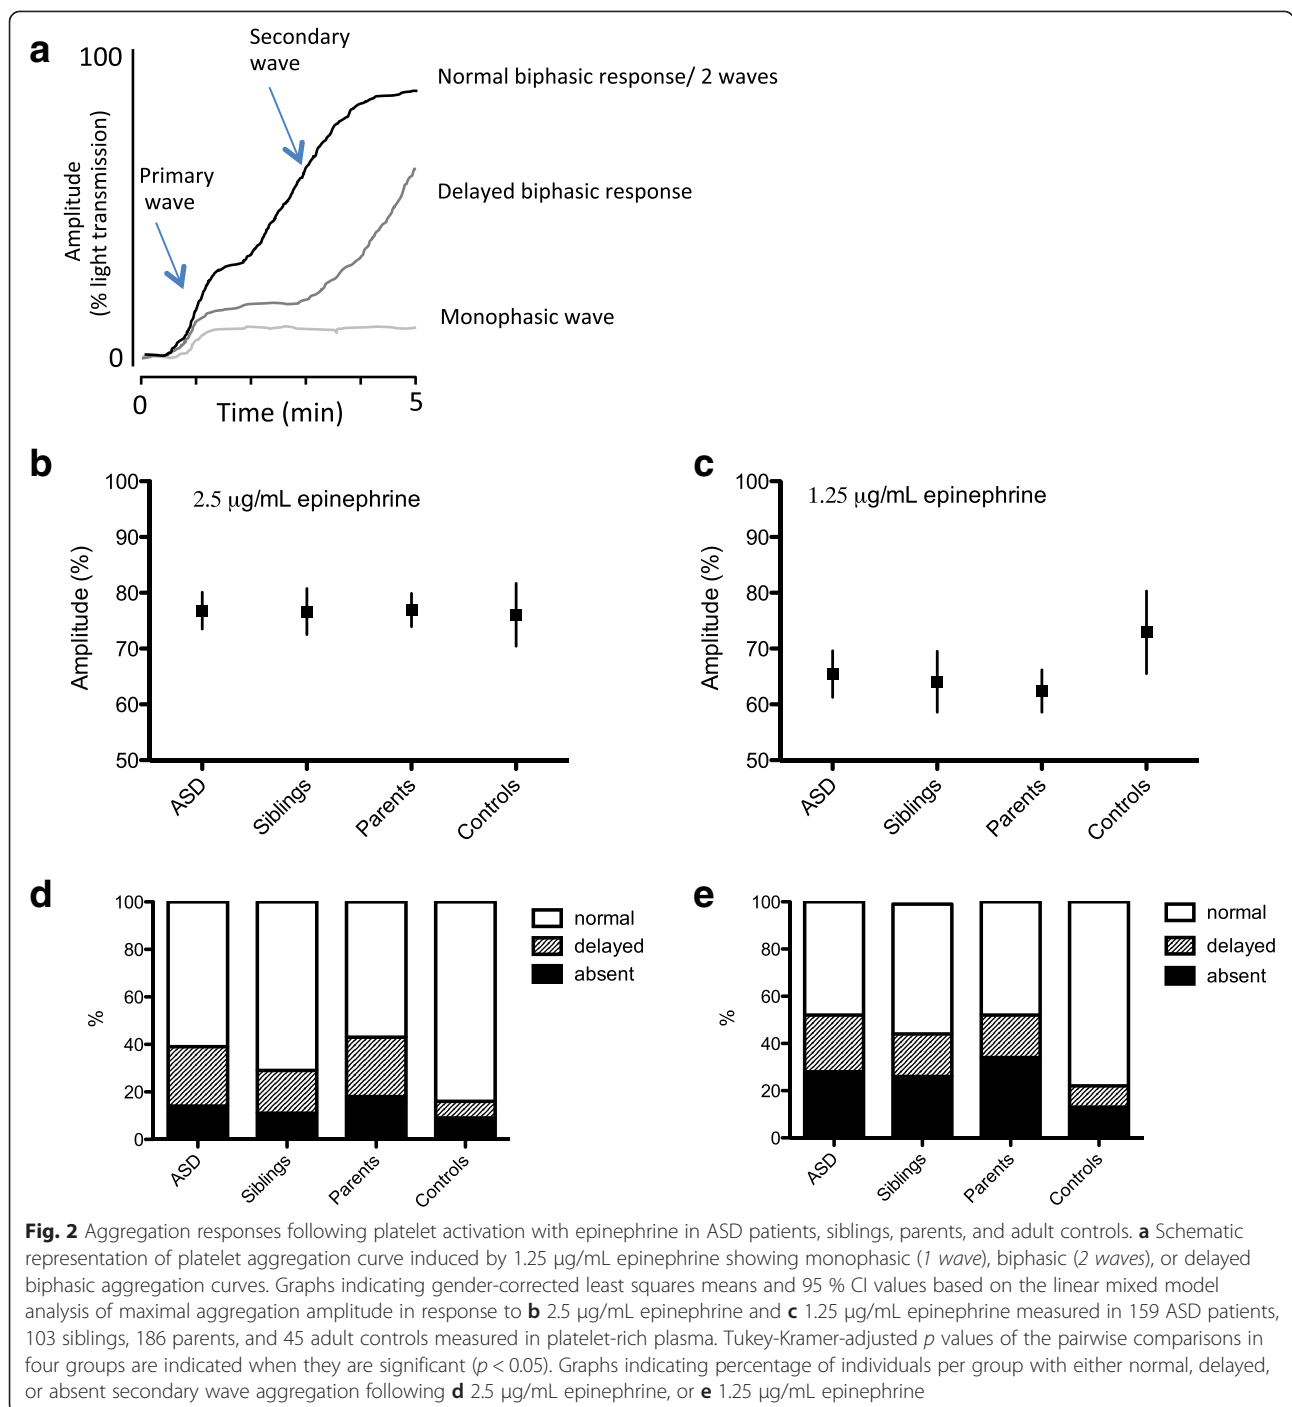 a
100
Secondary
wave
Normal biphasic response/ 2 waves
Amplitude
(% light transmission)
Primary
wave
Delayed biphasic response
Monophasic wave
0
0
5
Time (min)
b
100
90
80
70
60
50
Amplitude (%)
2.5 µg/mL epinephrine
ASD
Siblings
Parents
Controls
c
100
90
80
70
60
50
Amplitude (%)
1.25 µg/mL epinephrine
ASD
Siblings
Parents
Controls
d
100
80
60
40
20
0
%
normal
delayed
absent
ASD
Siblings
Parents
Controls
e
100
80
60
40
20
0
%
normal
delayed
absent
ASD
Siblings
Parents
Controls
Fig. 2 Aggregation responses following platelet activation with epinephrine in ASD patients, siblings, parents, and adult controls. a Schematic
representation of platelet aggregation curve induced by 1.25 µg/mL epinephrine showing monophasic (1 wave), biphasic (2 waves), or delayed
biphasic aggregation curves. Graphs indicating gender-corrected least squares means and 95 % CI values based on the linear mixed model
analysis of maximal aggregation amplitude in response to b 2.5 µg/mL epinephrine and c 1.25 µg/mL epinephrine measured in 159 ASD patients,
103 siblings, 186 parents, and 45 adult controls measured in platelet-rich plasma. Tukey-Kramer-adjusted p values of the pairwise comparisons in
four groups are indicated when they are significant (p < 0.05). Graphs indicating percentage of individuals per group with either normal, delayed,
or absent secondary wave aggregation following d 2.5 µg/mL epinephrine, or e 1.25 µg/mL epinephrine